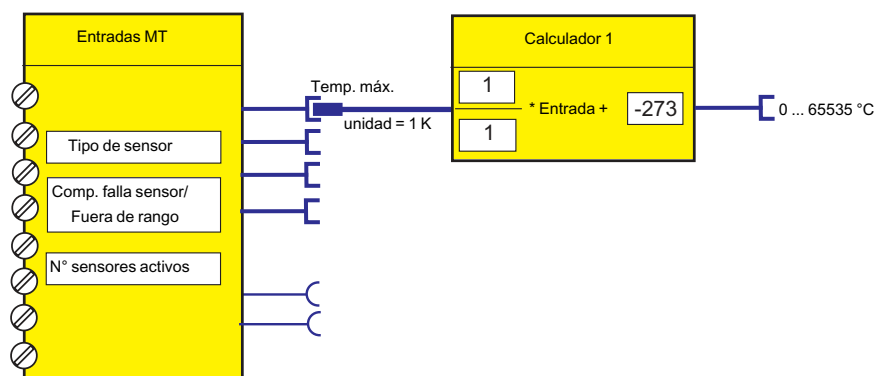 Entradas MT
Tipo de sensor
Comp. falla sensor/
Fuera de rango
N° sensores activos
Temp. máx.
unidad = 1 K
Calculador 1
1
1
* Entrada +
-273
0 ... 65535 °C